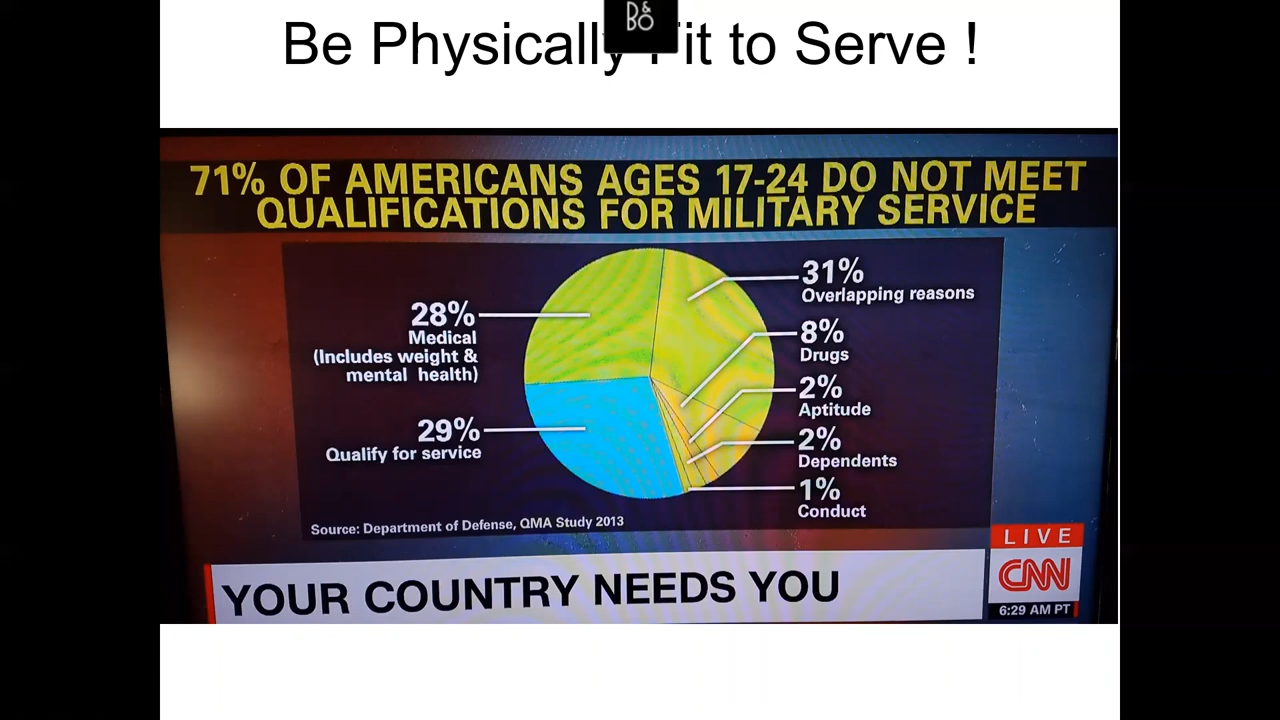 Be Physically Fit to Serve !
B&O
71% OF AMERICANS AGES 17-24 DO NOT MEET
QUALIFICATIONS FOR MILITARY SERVICE
28%
Medical
(Includes weight &
mental health)
29%
Qualify for service
31%
Overlapping reasons
8%
Drugs
2%
Aptitude
2%
Dependents
1%
Conduct
Source: Department of Defense, QMA Study 2013
YOUR COUNTRY NEEDS YOU
LIVE
CNN
6:29 AM PT